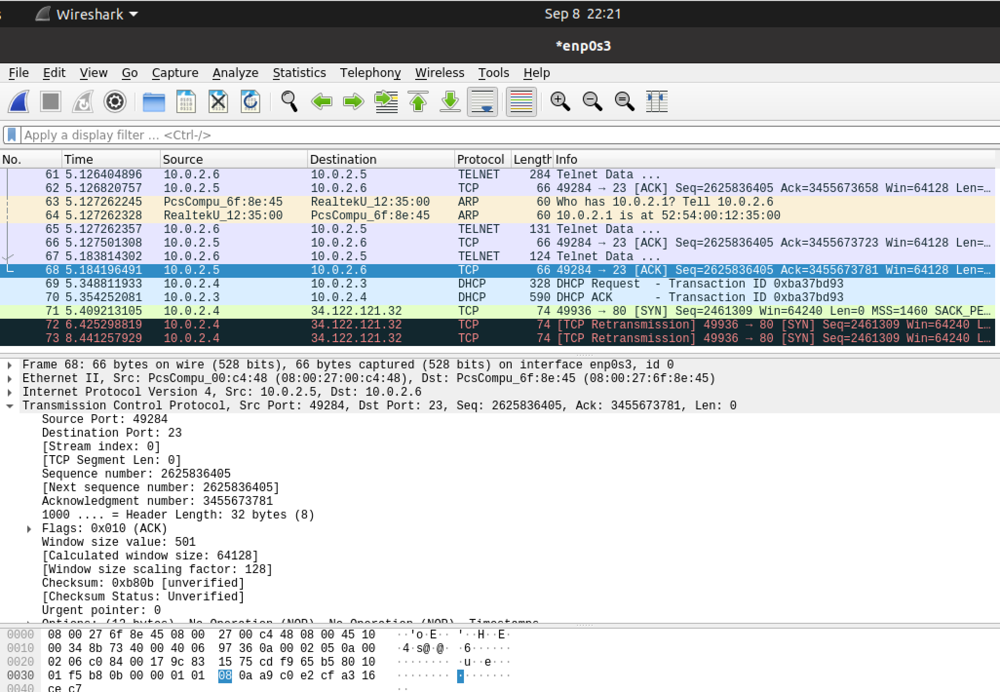 Wireshark Sep 8 22:21
*enp0s3
File Edit View Go Capture Analyze Statistics Telephony Wireless Tools Help
Apply a display filter ... <Ctrl-/>
No. Time Source Destination Protocol Length Info
61 5.126404896 10.0.2.6 10.0.2.5 TELNET 284 Telnet Data ...
62 5.126820757 10.0.2.5 10.0.2.6 TCP 66 49284 → 23 [ACK] Seq=2625836405 Ack=3455673658 Win=64128 Len=…
63 5.127262245 PcsCompu_6f:8e:45 RealtekU_12:35:00 ARP 60 Who has 10.0.2.1? Tell 10.0.2.6
64 5.127262328 RealtekU_12:35:00 PcsCompu_6f:8e:45 ARP 60 10.0.2.1 is at 52:54:00:12:35:00
65 5.127262357 10.0.2.6 10.0.2.5 TELNET 131 Telnet Data ...
66 5.127501308 10.0.2.5 10.0.2.6 TCP 66 49284 → 23 [ACK] Seq=2625836405 Ack=3455673723 Win=64128 Len=…
67 5.183814302 10.0.2.6 10.0.2.5 TELNET 124 Telnet Data ...
68 5.184196491 10.0.2.5 10.0.2.6 TCP 66 49284 → 23 [ACK] Seq=2625836405 Ack=3455673781 Win=64128 Len=…
69 5.348811933 10.0.2.4 10.0.2.3 DHCP 328 DHCP Request - Transaction ID 0xba37bd93
70 5.354252081 10.0.2.3 10.0.2.4 DHCP 590 DHCP ACK - Transaction ID 0xba37bd93
71 5.409213105 10.0.2.4 34.122.121.32 TCP 74 49936 → 80 [SYN] Seq=2461309 Win=64240 Len=0 MSS=1460 SACK_PE…
72 6.425298819 10.0.2.4 34.122.121.32 TCP 74 [TCP Retransmission] 49936 → 80 [SYN] Seq=2461309 Win=64240 L…
73 8.441257929 10.0.2.4 34.122.121.32 TCP 74 [TCP Retransmission] 49936 → 80 [SYN] Seq=2461309 Win=64240 L…
Frame 68: 66 bytes on wire (528 bits), 66 bytes captured (528 bits) on interface enp0s3, id 0
Ethernet II, Src: PcsCompu_00:c4:48 (08:00:27:00:c4:48), Dst: PcsCompu_6f:8e:45 (08:00:27:6f:8e:45)
Internet Protocol Version 4, Src: 10.0.2.5, Dst: 10.0.2.6
Transmission Control Protocol, Src Port: 49284, Dst Port: 23, Seq: 2625836405, Ack: 3455673781, Len: 0
Source Port: 49284
Destination Port: 23
[Stream index: 0]
[TCP Segment Len: 0]
Sequence number: 2625836405
[Next sequence number: 2625836405]
Acknowledgment number: 3455673781
1000 .... = Header Length: 32 bytes (8)
Flags: 0x010 (ACK)
Window size value: 501
[Calculated window size: 64128]
[Window size scaling factor: 128]
Checksum: 0xb80b [unverified]
[Checksum Status: Unverified]
Urgent pointer: 0
Options: (12 bytes), No-Operation (NOP), No-Operation (NOP), Timestamps
0000 08 00 27 6f 8e 45 08 00 27 00 c4 48 08 00 45 10 ··'o·E·· '··H··E·
0010 00 34 8b 73 40 00 40 06 97 36 0a 00 02 05 0a 00 ·4·s@·@· ·6······
0020 02 06 c0 84 00 17 9c 83 15 75 cd f9 65 b5 80 10 ········ ·u··e···
0030 01 f5 b8 0b 00 00 01 01 08 0a a9 c0 e2 cf a3 16 ········ ········
0040 ce c7 ··